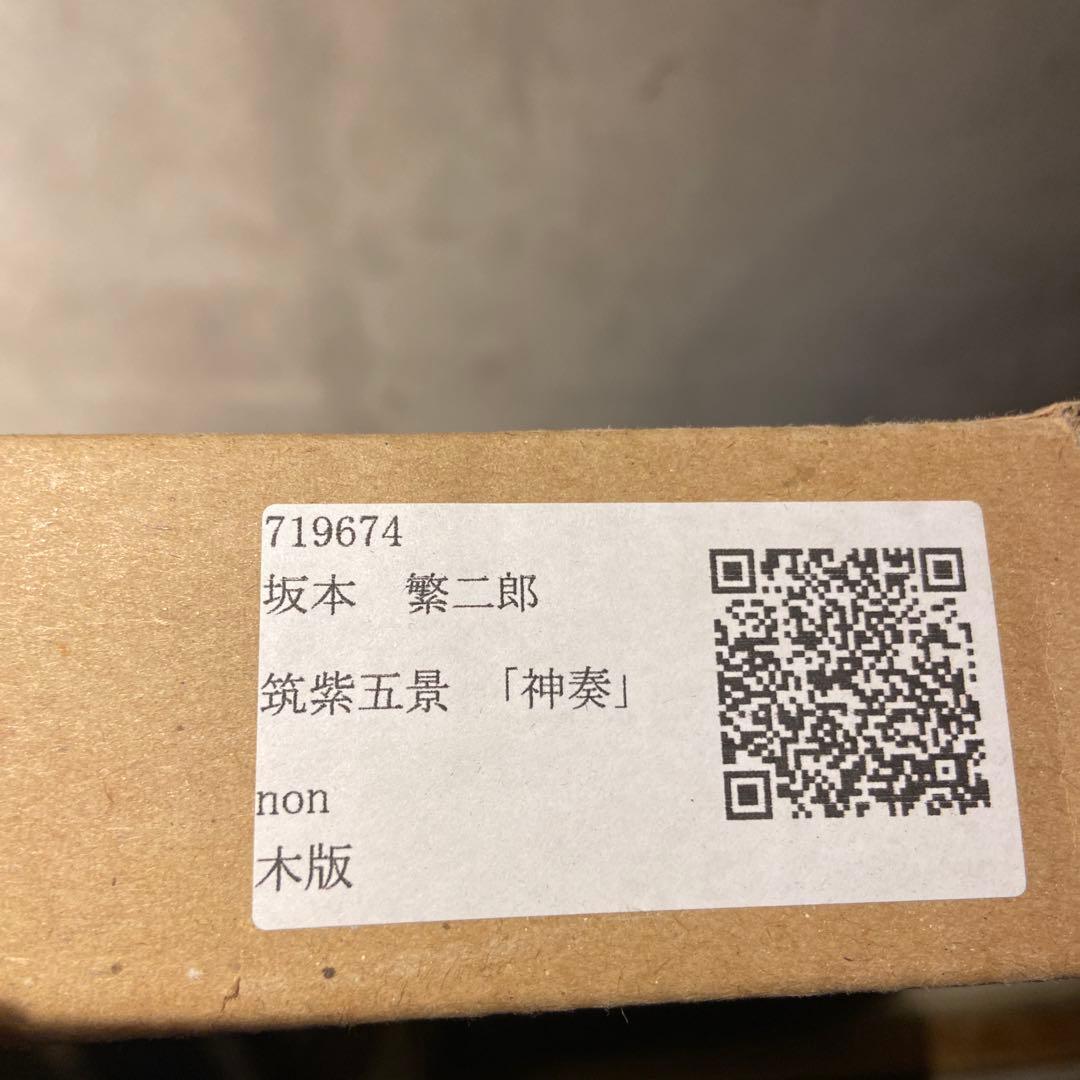 719674
坂本　繁二郎
筑紫五景　「神奏」
non
木版